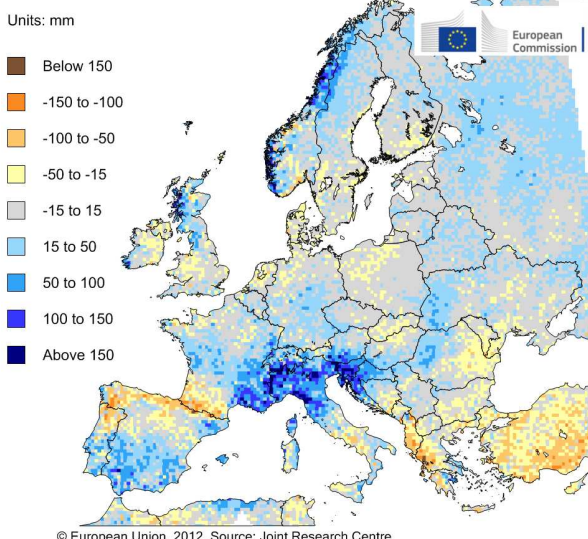 Units: mm
European
Commission
Below 150
-150 to -100
-100 to -50
-50 to -15
-15 to 15
15 to 50
50 to 100
100 to 150
Above 150
© European Union, 2012. Source: Joint Research Centre